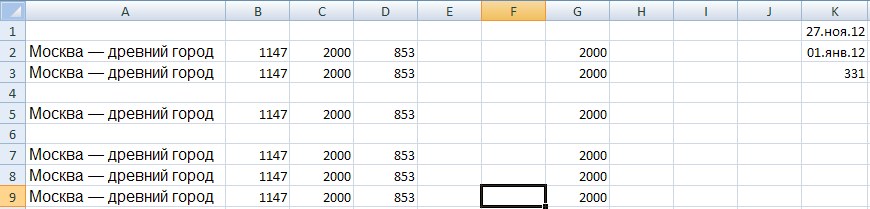 A B C D E F G H I J K
1 27.ноя.12
2 Москва — древний город 1147 2000 853 2000 01.янв.12
3 Москва — древний город 1147 2000 853 2000 331
4
5 Москва — древний город 1147 2000 853 2000
6
7 Москва — древний город 1147 2000 853 2000
8 Москва — древний город 1147 2000 853 2000
9 Москва — древний город 1147 2000 853 2000